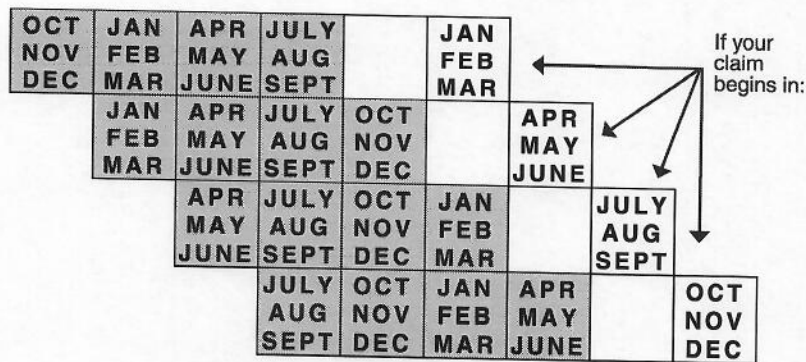 OCT JAN APR JULY JAN
NOV FEB MAY AUG FEB
DEC MAR JUNE SEPT MAR
If your
claim
begins in:
JAN APR JULY OCT APR
FEB MAY AUG NOV MAY
MAR JUNE SEPT DEC JUNE
APR JULY OCT JAN JULY
MAY AUG NOV FEB AUG
JUNE SEPT DEC MAR SEPT
JULY OCT JAN APR OCT
AUG NOV FEB MAY NOV
SEPT DEC MAR JUNE DEC